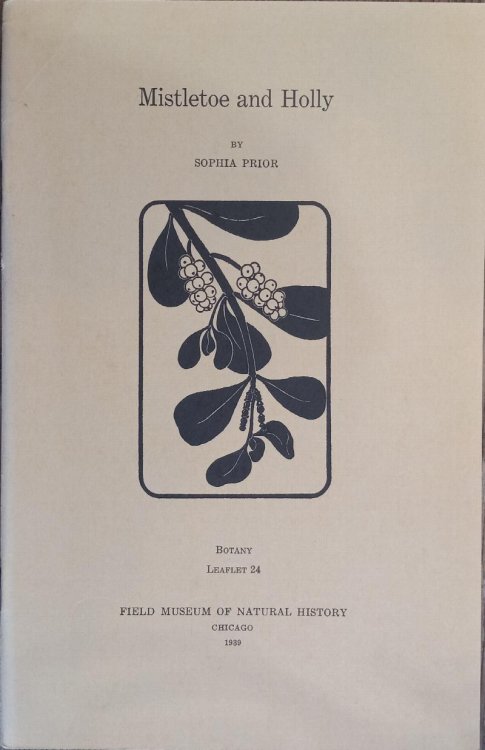 Mistletoe and Holly
BY
SOPHIA PRIOR
BOTANY
LEAFLET 24
FIELD MUSEUM OF NATURAL HISTORY
CHICAGO
1939